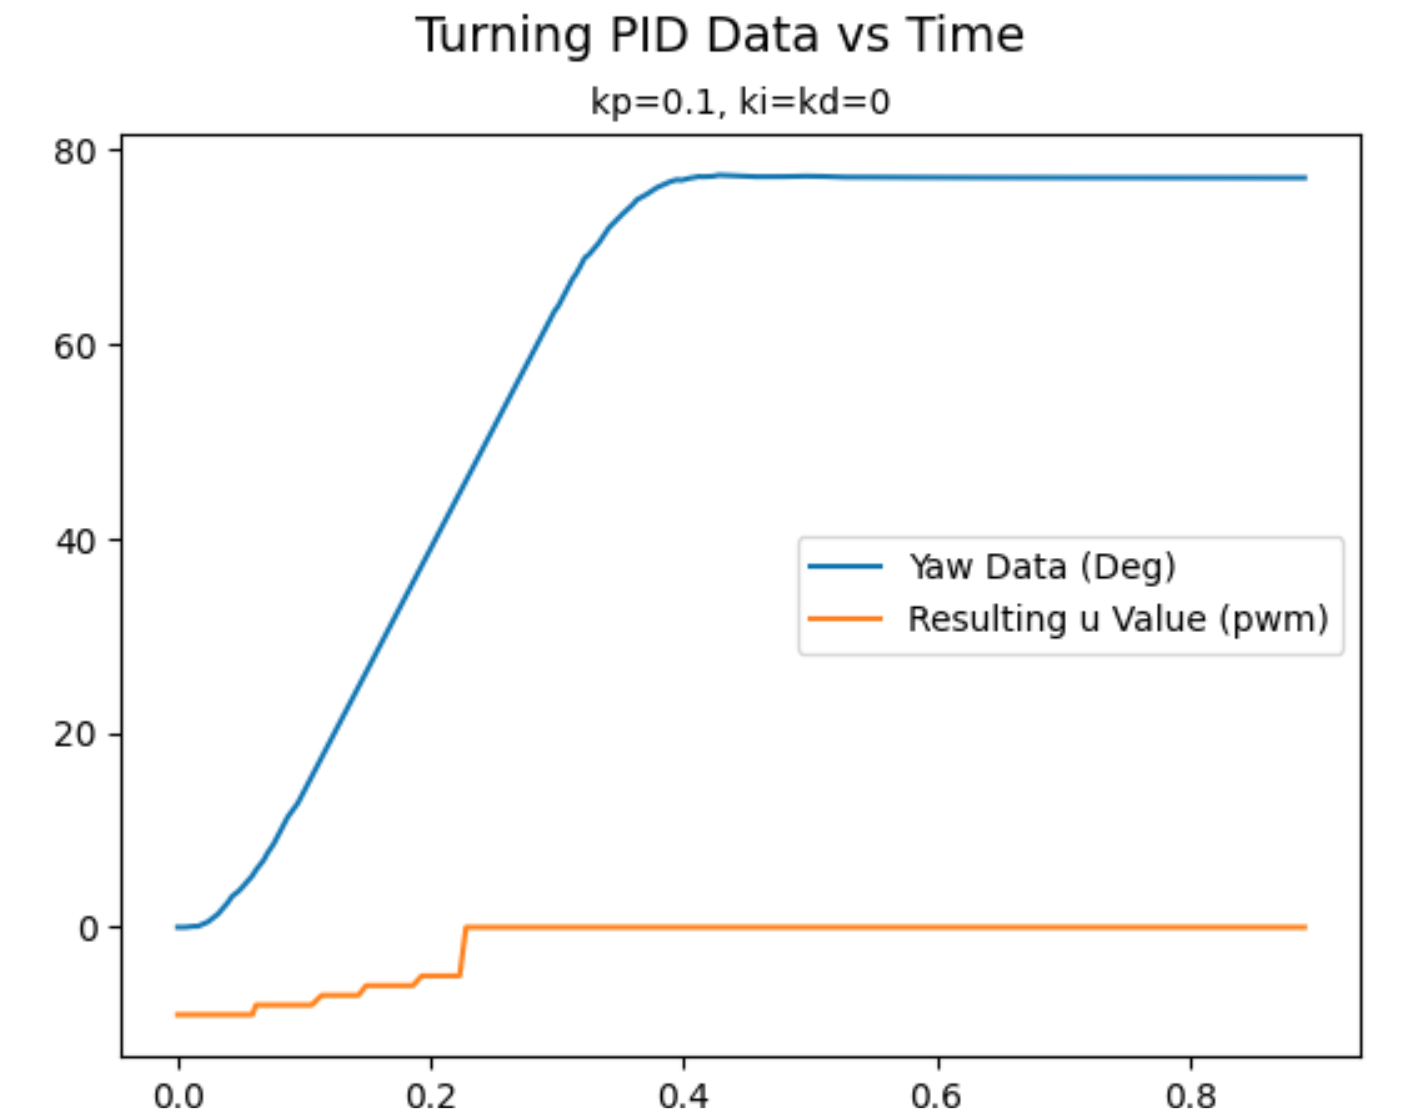 Turning PID Data vs Time
kp=0.1, ki=kd=0
80
60
40
20
0
Yaw Data (Deg)
Resulting u Value (pwm)
0.0 0.2 0.4 0.6 0.8